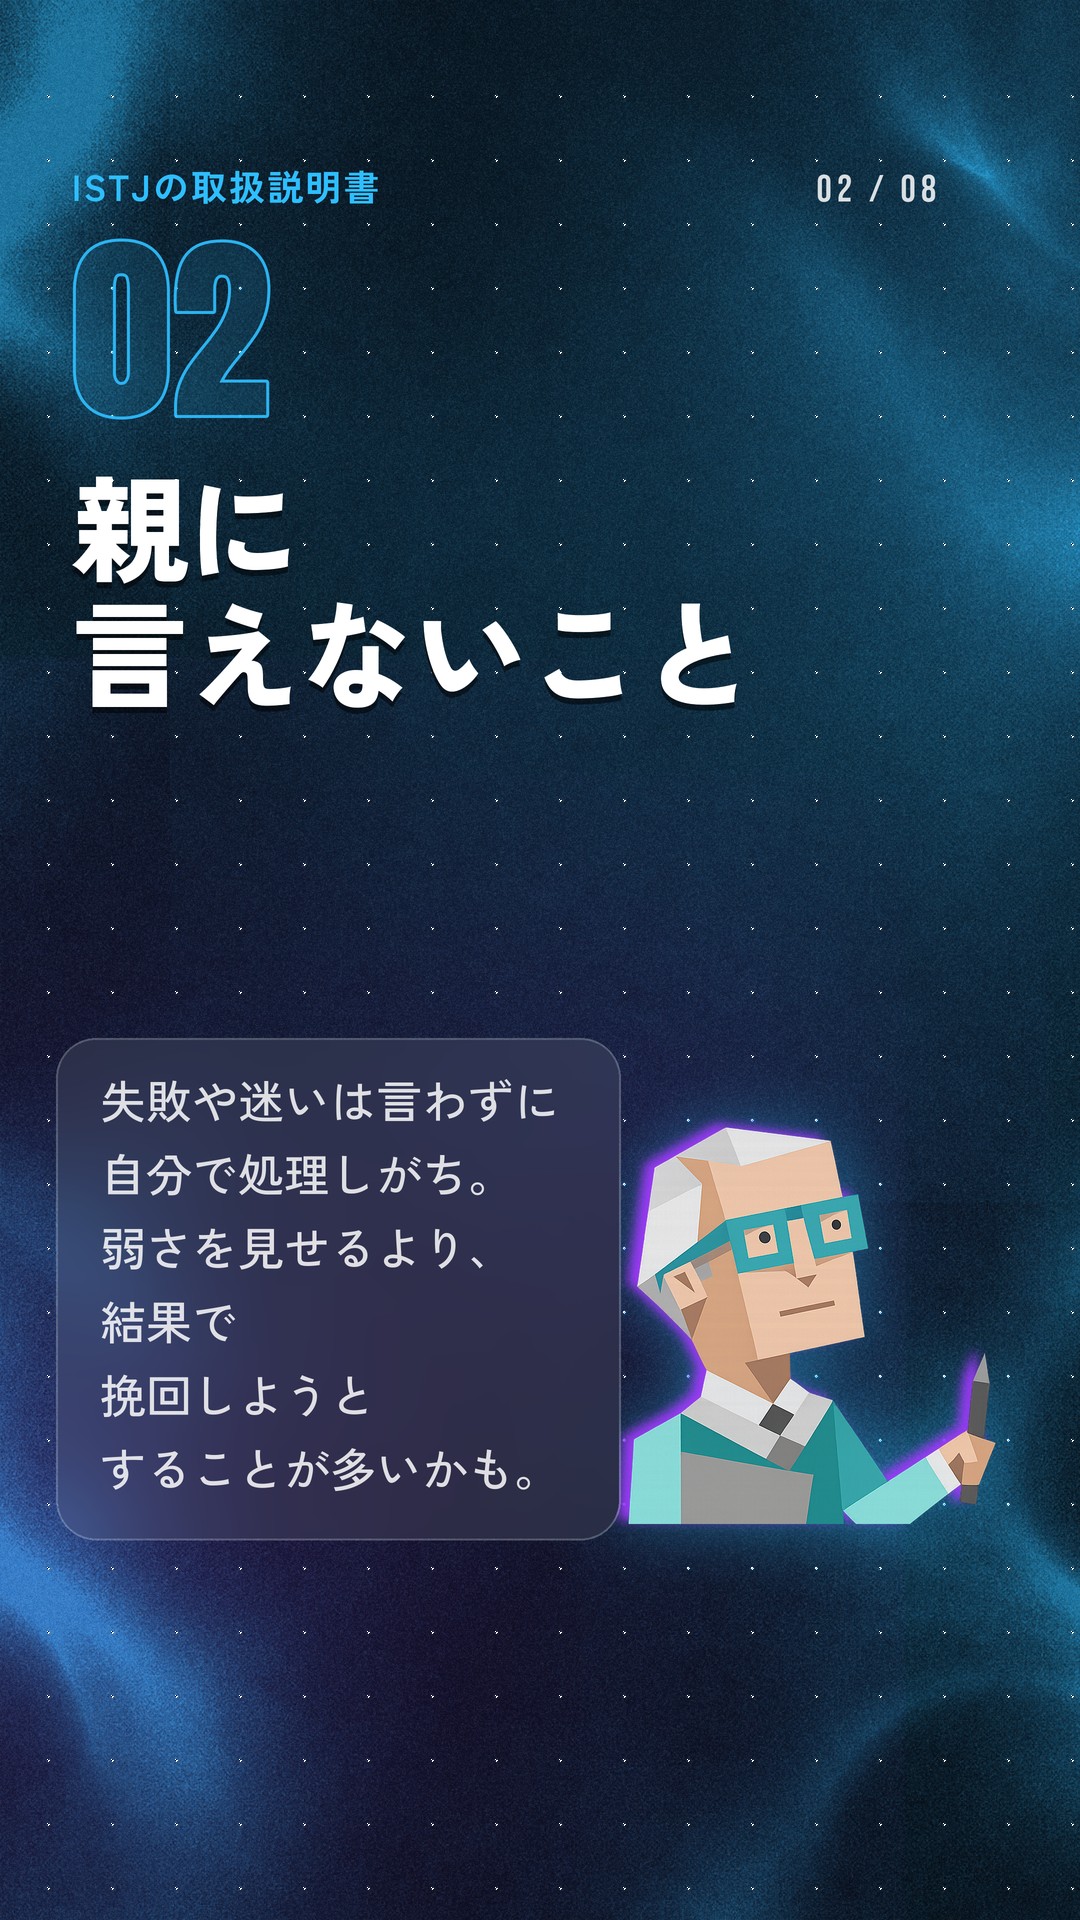 ISTJの取扱説明書
02 / 08
02
親に
言えないこと
失敗や迷いは言わずに
自分で処理しがち。
弱さを見せるより、
結果で
挽回しようと
することが多いかも。